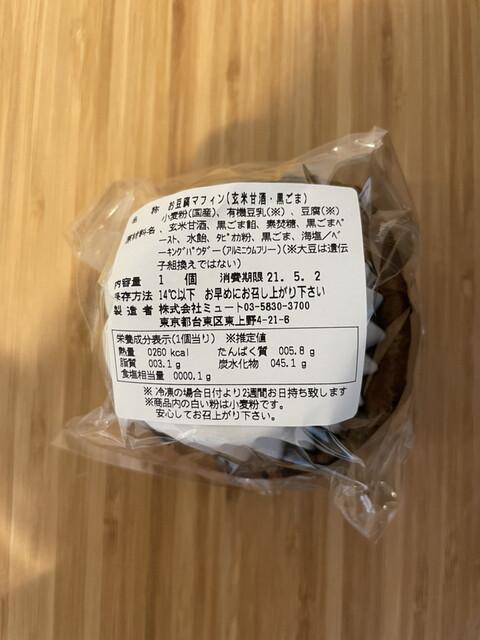 名 称 お豆腐マフィン(玄米甘酒・黒ごま)
原材料名 小麦粉(国産)、有機豆乳(※)、豆腐(※)
、玄米甘酒、黒ごま餡、素焚糖、黒ごまペ
ースト、水飴、タピオカ粉、黒ごま、海塩/ベ
ーキングパウダー(アルミニウムフリー)(※大豆は遺伝
子組換えではない)
内容量 1 個 消費期限 21. 5. 2
保存方法 14℃以下 お早めにお召し上がり下さい
製造者 株式会社ミュート03-5830-3700
東京都台東区東上野4-21-6
栄養成分表示(1個当り) ※推定値
熱量 0260 kcal たんぱく質 005.8 g
脂質 003.1 g 炭水化物 045.1 g
食塩相当量 0000.1 g
※冷凍の場合日付より2週間お日持ち致します
※商品内の白い粉は小麦粉です。
安心してお召上がり下さい。